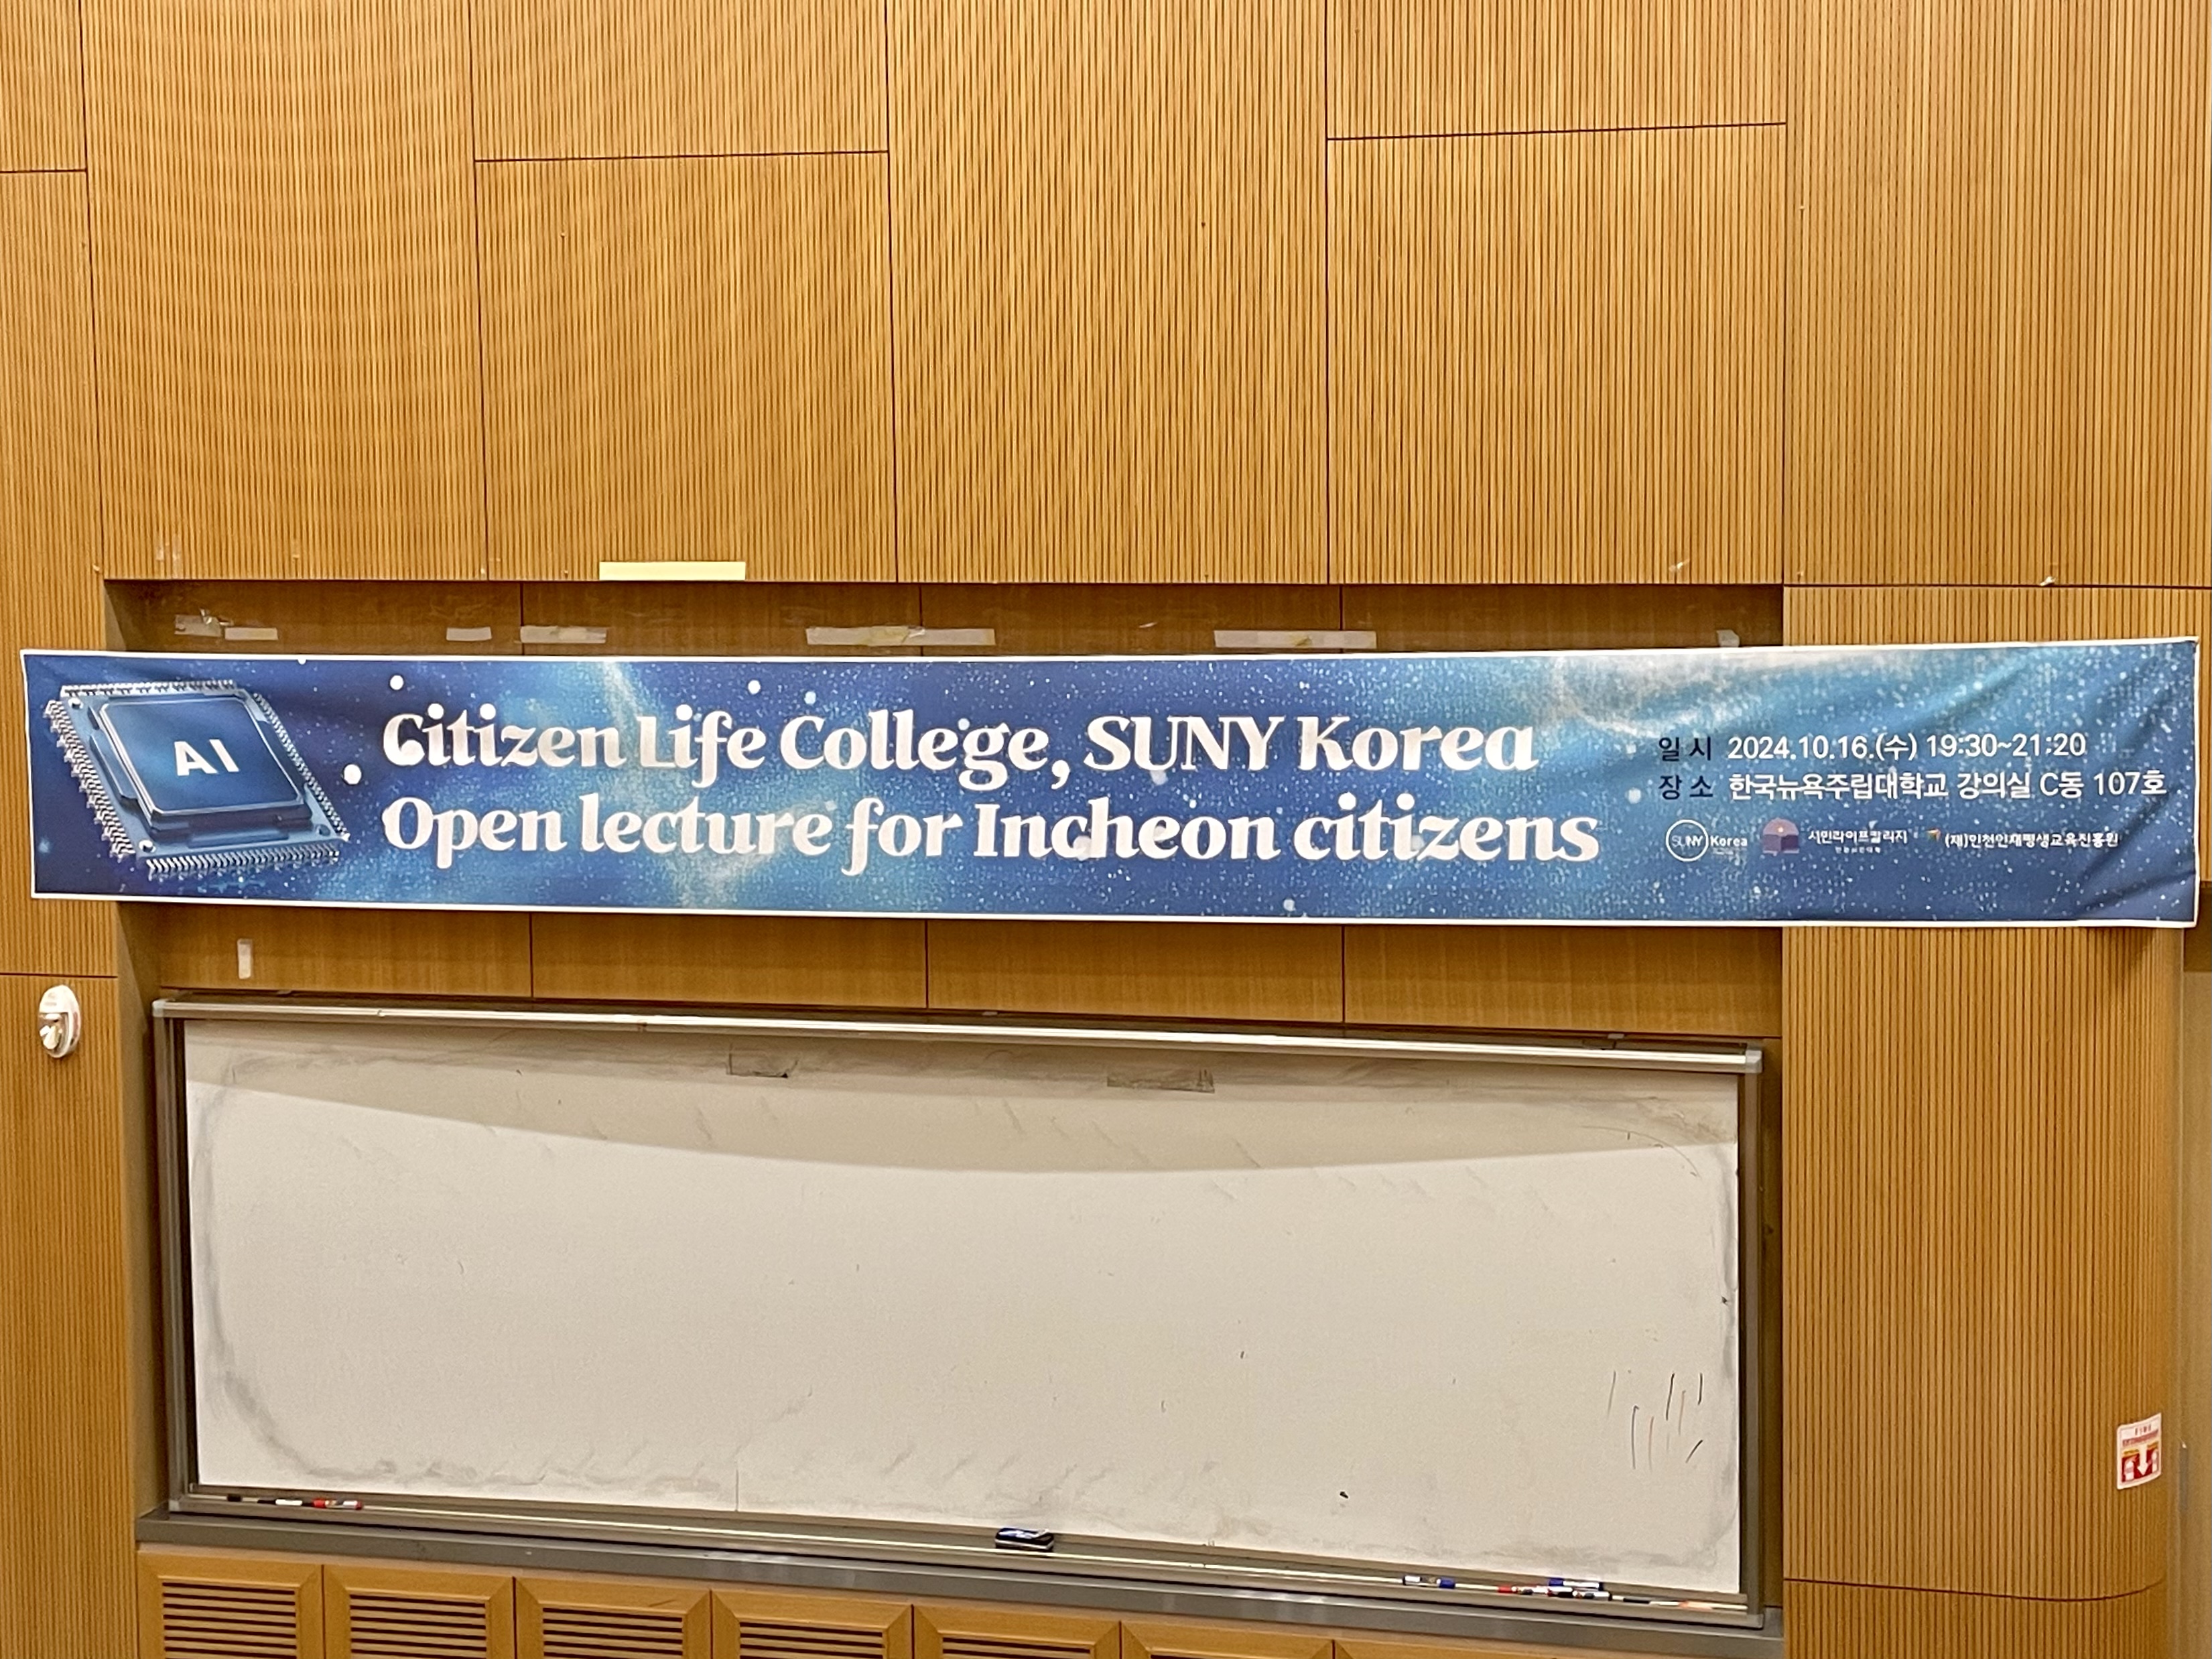 AI
Citizen Life College, SUNY Korea
Open lecture for Incheon citizens
일 시 2024.10.16.(수) 19:30~21:20
장 소 한국뉴욕주립대학교 강의실 C동 107호
SUNY Korea 시민라이프칼리지 (재)인천인재평생교육진흥원